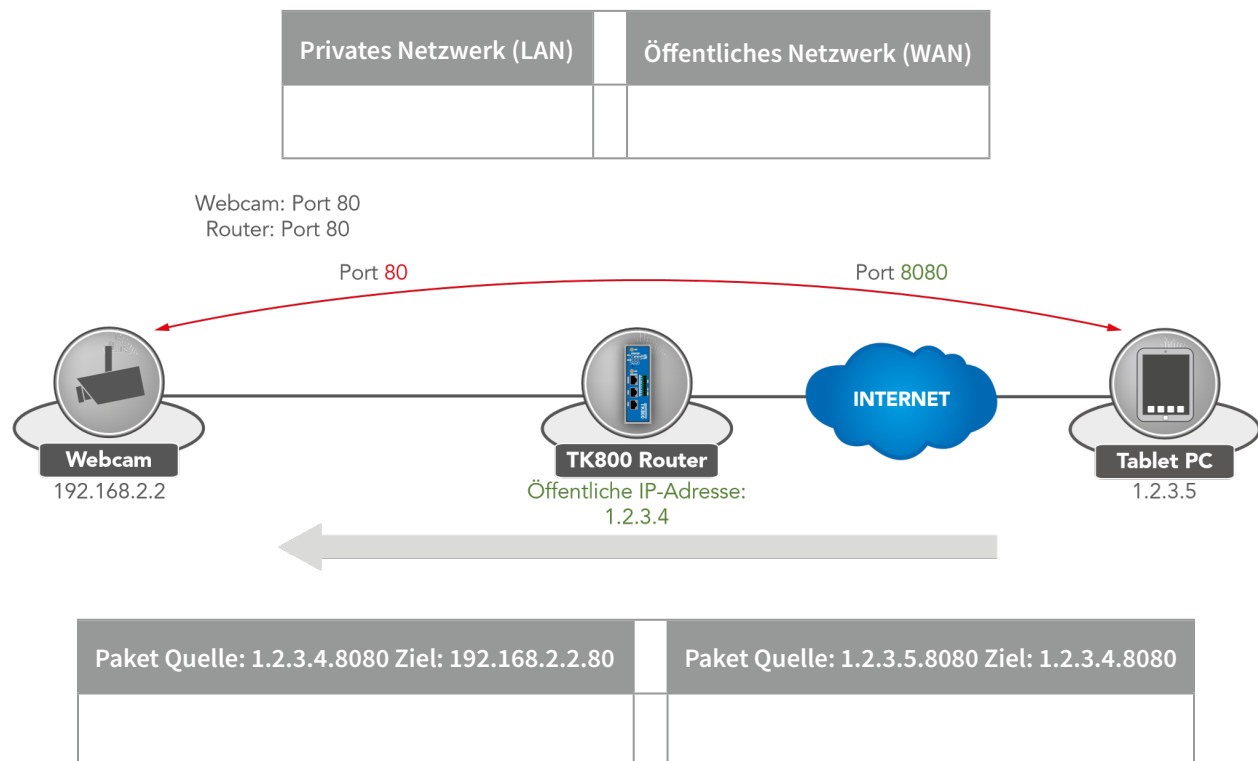 Privates Netzwerk (LAN)
Öffentliches Netzwerk (WAN)
Webcam: Port 80
Router: Port 80
Port 80
Port 8080
INTERNET
Webcam
192.168.2.2
TK800 Router
Öffentliche IP-Adresse:
1.2.3.4
Tablet PC
1.2.3.5
Paket Quelle: 1.2.3.4.8080 Ziel: 192.168.2.2.80
Paket Quelle: 1.2.3.5.8080 Ziel: 1.2.3.4.8080